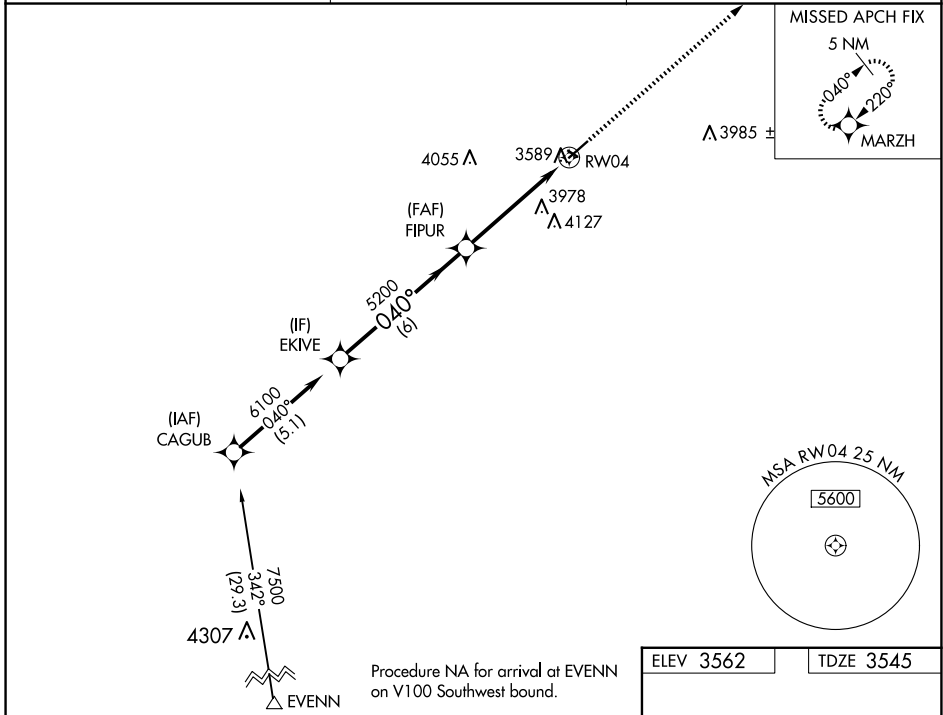 MISSED APCH FIX
5 NM
040°
220°
MARZH
3985 ±
4055
3589
RW04
3978
4127
(FAF)
FIPUR
5200
040°
(6)
(IF)
EKIVE
6100
040°
(5.1)
(IAF)
CAGUB
MSA RW04 25 NM
5600
7500
342°
(29.3)
4307
EVENN
Procedure NA for arrival at EVENN
on V100 Southwest bound.
ELEV 3562
TDZE 3545